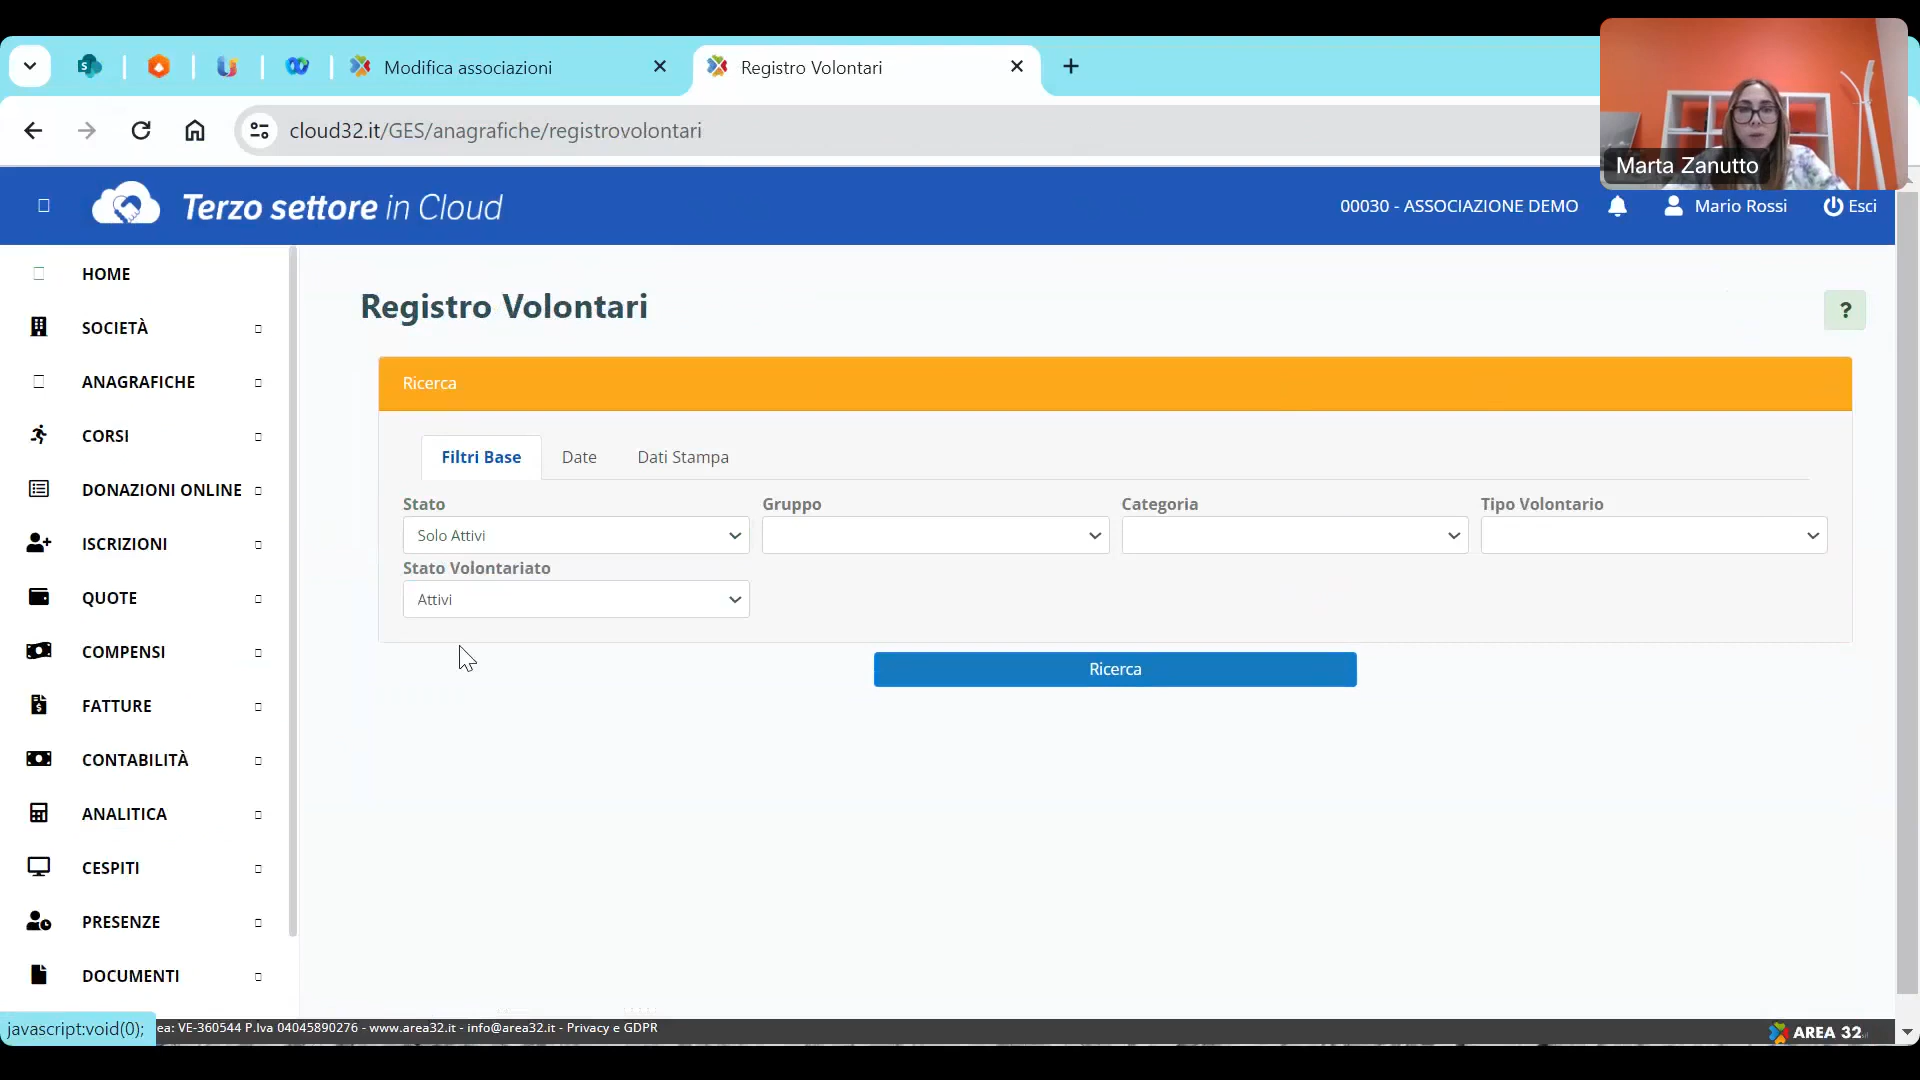 Modifica associazioni
Registro Volontari
cloud32.it/GES/anagrafiche/registrovolontari
Marta Zanutto
Terzo settore in Cloud
00030 - ASSOCIAZIONE DEMO
Mario Rossi
Esci
HOME
SOCIETÀ
ANAGRAFICHE
CORSI
DONAZIONI ONLINE
ISCRIZIONI
QUOTE
COMPENSI
FATTURE
CONTABILITÀ
ANALITICA
CESPITI
PRESENZE
DOCUMENTI
Registro Volontari
?
Ricerca
Filtri Base
Date
Dati Stampa
Stato
Gruppo
Categoria
Tipo Volontario
Solo Attivi
Stato Volontariato
Attivi
Ricerca
javascript:void(0);
ea: VE-360544 P.Iva 04045890276 - www.area32.it - info@area32.it - Privacy e GDPR
AREA 32